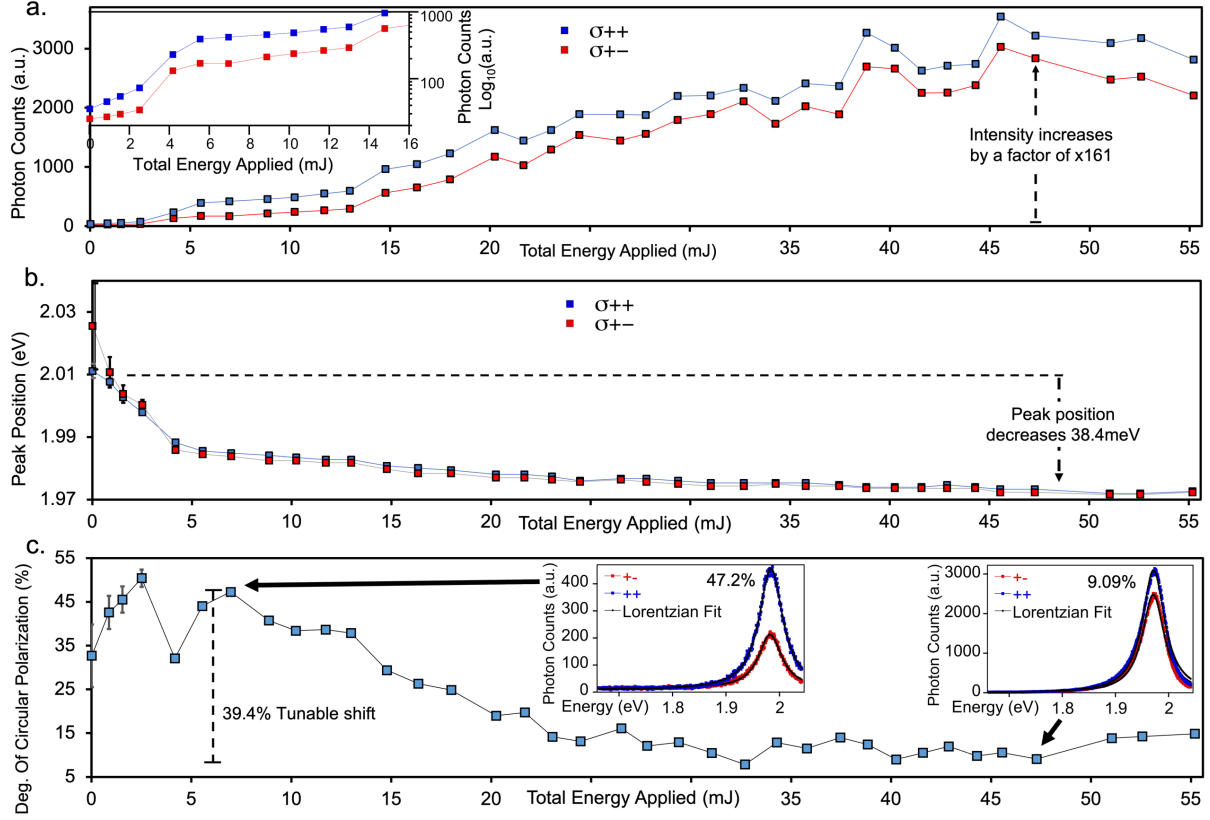 a.
Photon Counts (a.u.)
3000
2000
1000
0
σ++
σ+-
1000
100
Photon Counts
Log10(a.u.)
0 2 4 6 8 10 12 14 16
Total Energy Applied (mJ)
Intensity increases
by a factor of x161
0 5 10 15 20 Total Energy Applied (mJ) 35 40 45 50 55
b.
Peak Position (eV)
2.03
2.01
1.99
1.97
σ++
σ+-
Peak position
decreases 38.4meV
0 5 10 15 20 Total Energy Applied (mJ) 35 40 45 50 55
c.
Deg. Of Circular Polarization (%)
55
45
35
25
15
5
39.4% Tunable shift
Photon Counts (a.u.)
400
300
200
100
0
+-
++
Lorentzian Fit
47.2%
Energy (eV) 1.8 1.9 2
Photon Counts (a.u.)
3000
2000
1000
0
+-
++
Lorentzian Fit
9.09%
Energy (eV) 1.8 1.9 2
0 5 10 15 20 Total Energy Applied (mJ) 35 40 45 50 55